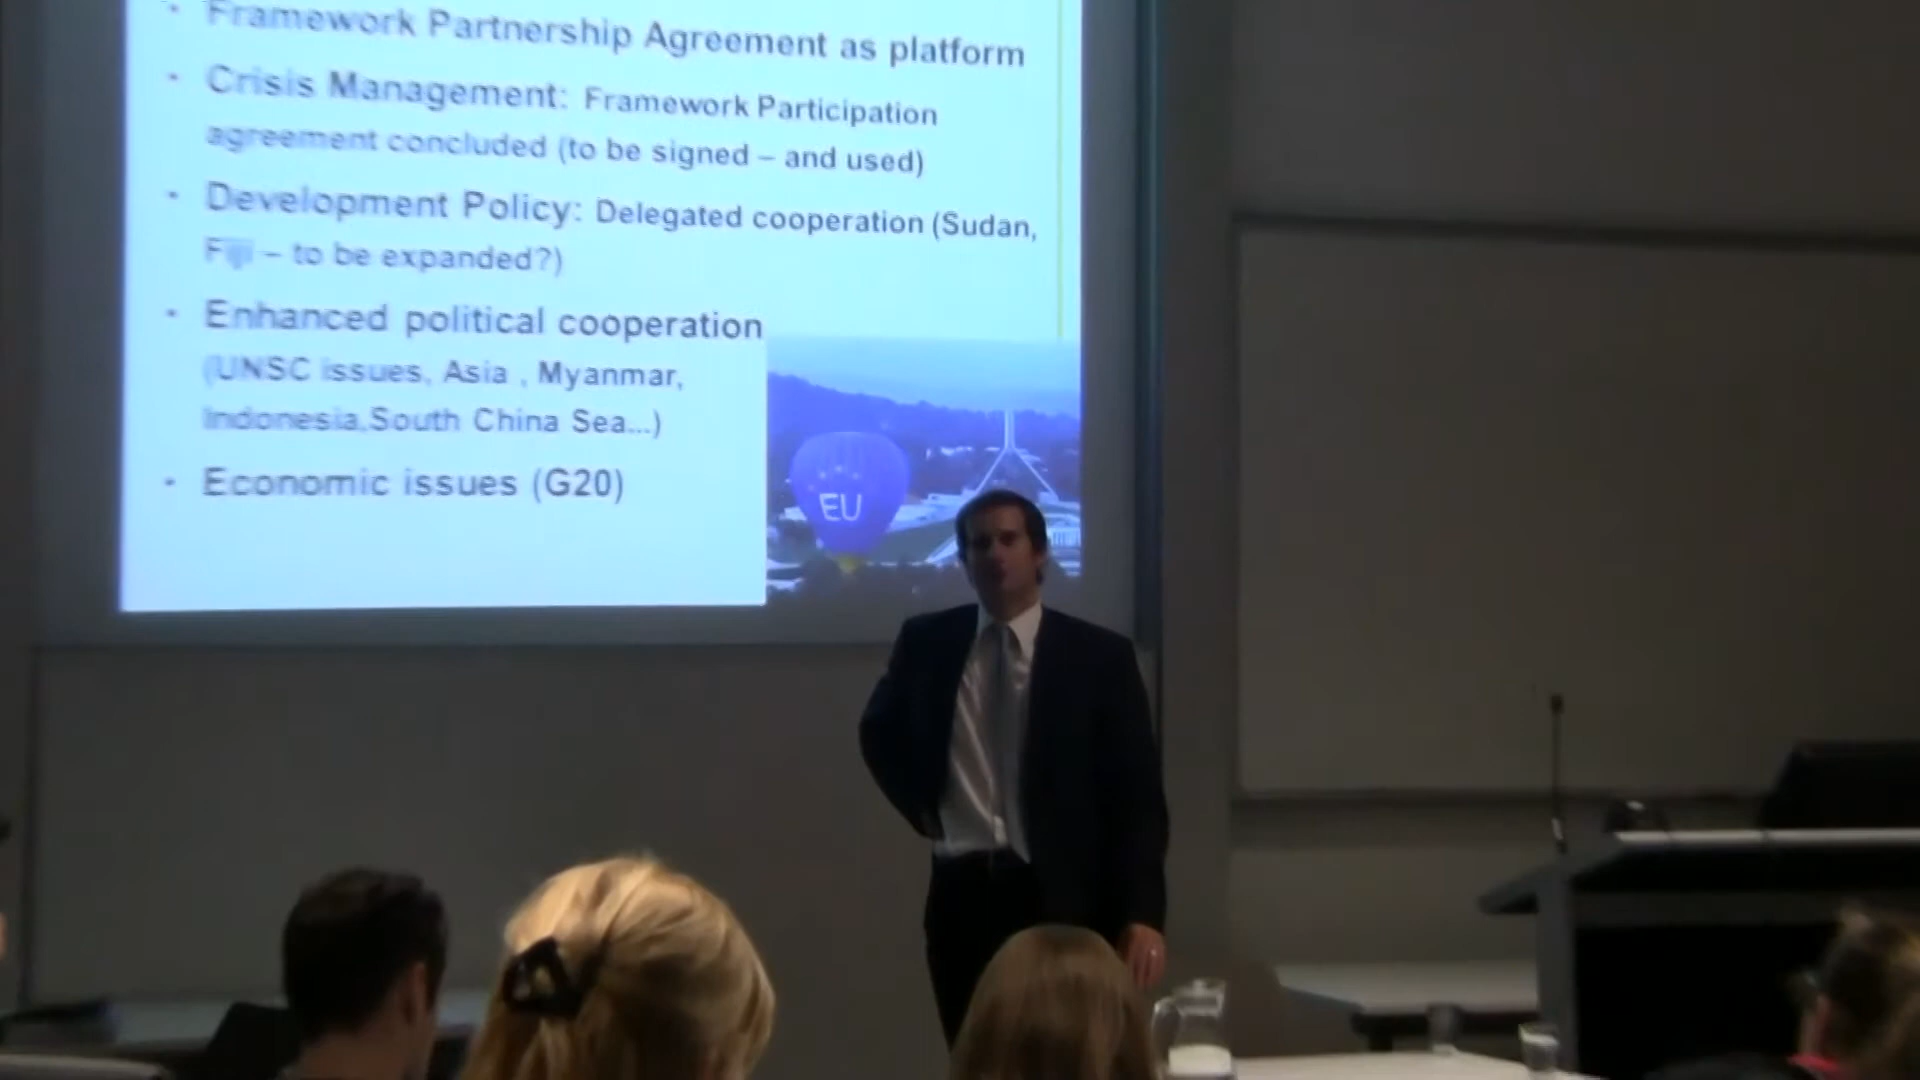 Framework Partnership Agreement as platform
Crisis Management: Framework Participation
agreement concluded (to be signed – and used)
Development Policy: Delegated cooperation (Sudan,
Fiji – to be expanded?)
Enhanced political cooperation
(UNSC issues, Asia , Myanmar,
Indonesia,South China Sea...)
Economic issues (G20)
EU